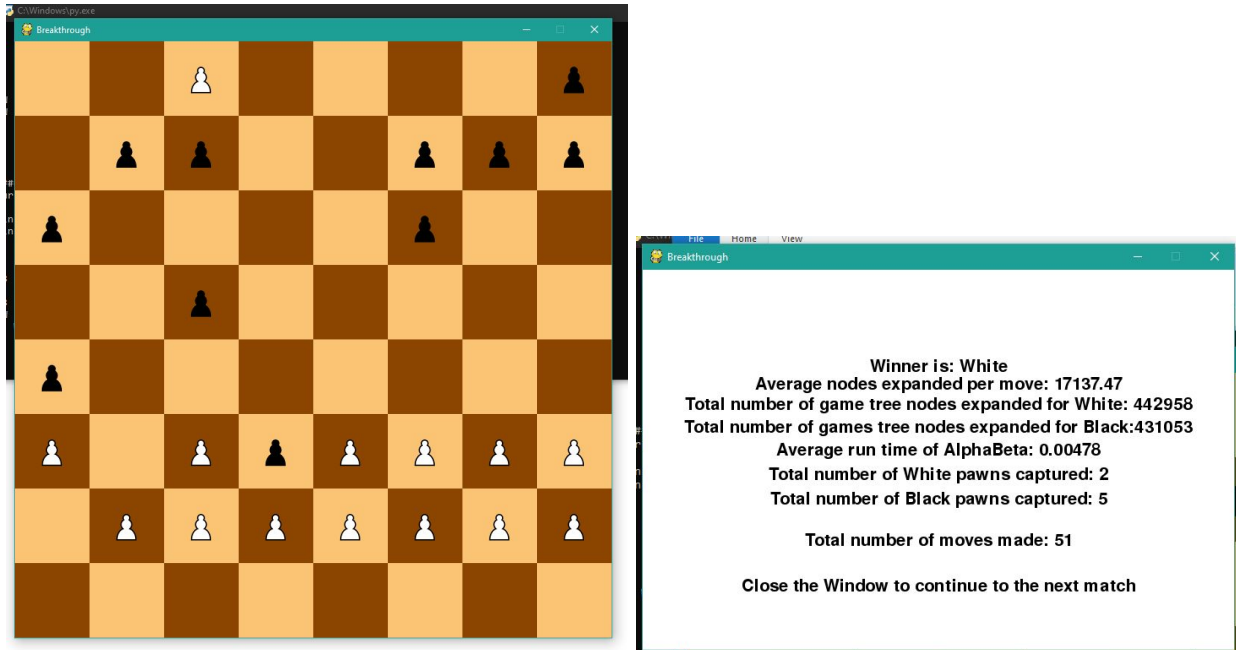 C:\Windows\py.exe
Breakthrough
File Home View
Breakthrough
Winner is: White
Average nodes expanded per move: 17137.47
Total number of game tree nodes expanded for White: 442958
Total number of games tree nodes expanded for Black:431053
Average run time of AlphaBeta: 0.00478
Total number of White pawns captured: 2
Total number of Black pawns captured: 5
Total number of moves made: 51
Close the Window to continue to the next match